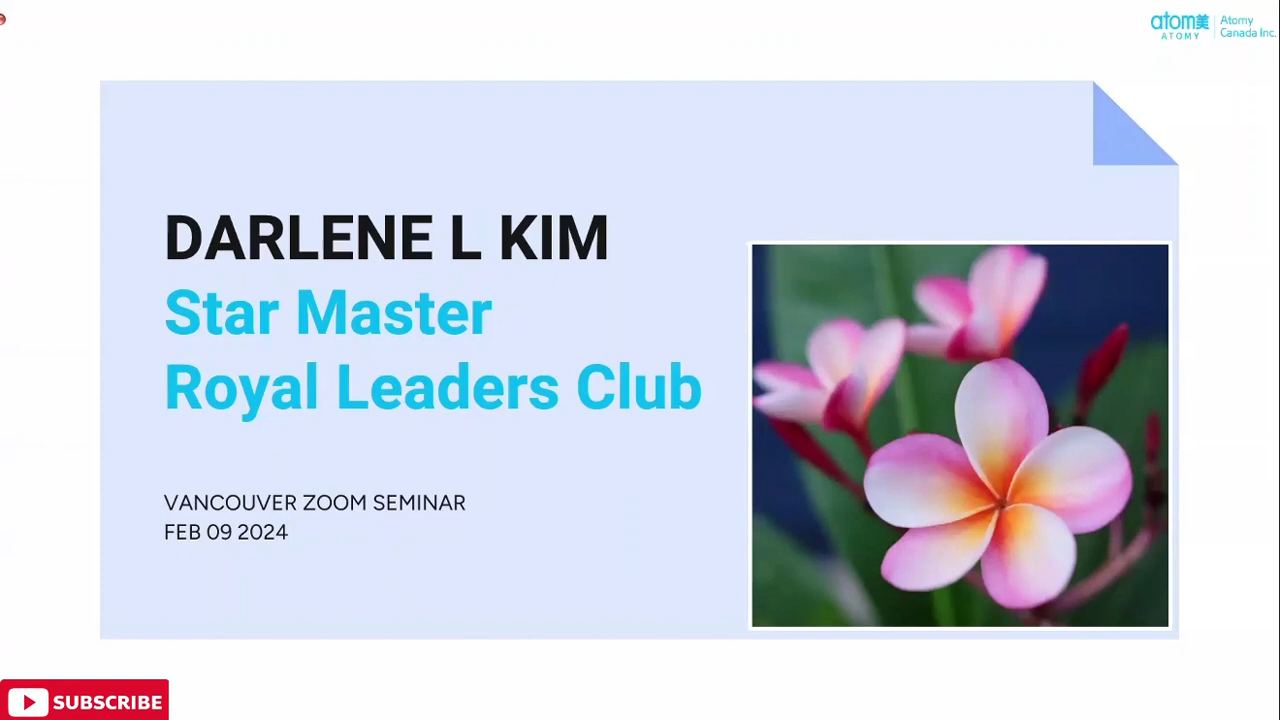 atom美
ATOMY
Atomy
Canada Inc.
DARLENE L KIM
Star Master
Royal Leaders Club
VANCOUVER ZOOM SEMINAR
FEB 09 2024
SUBSCRIBE